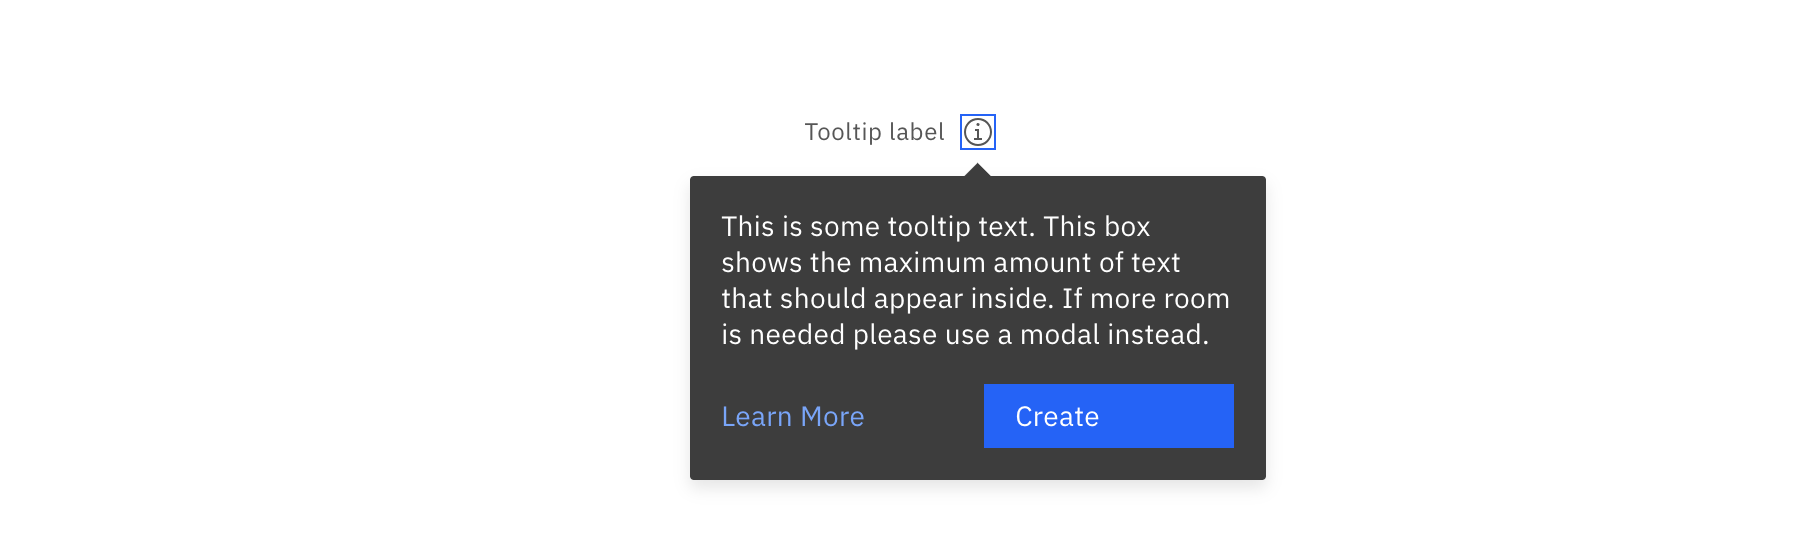 Tooltip label
This is some tooltip text. This box
shows the maximum amount of text
that should appear inside. If more room
is needed please use a modal instead.
Learn More
Create